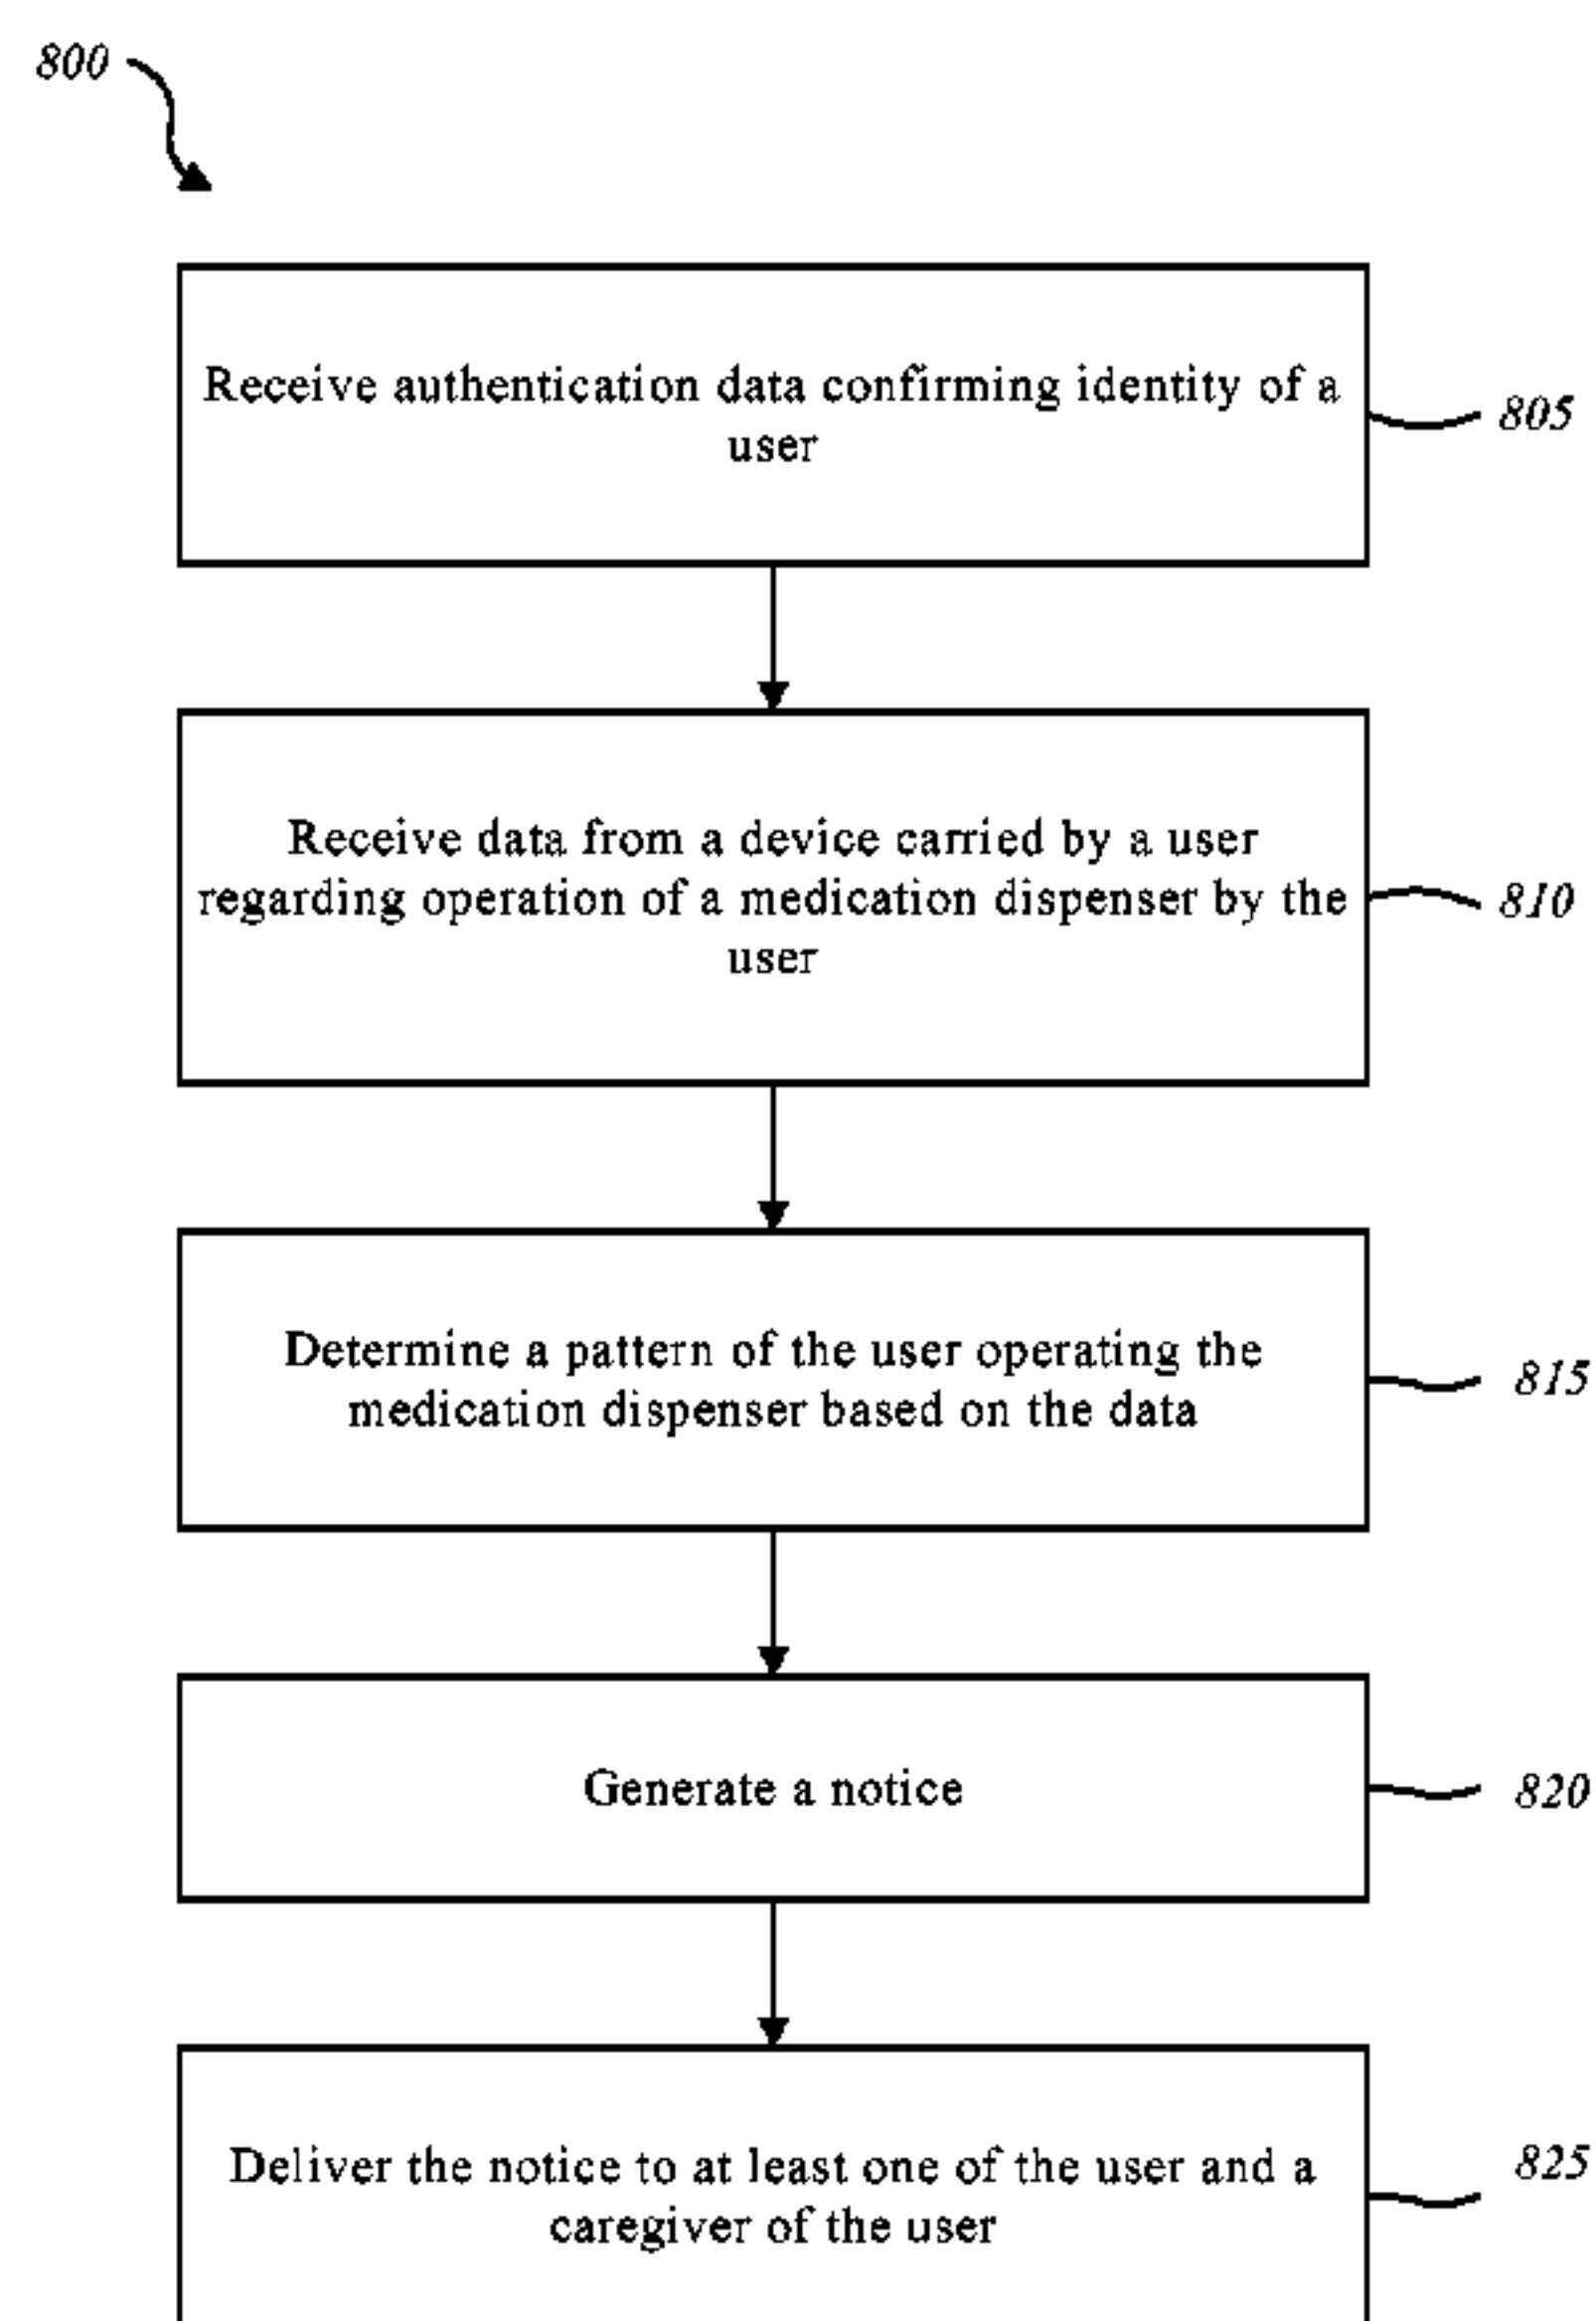 800
Receive authentication data confirming identity of a
user
805
Receive data from a device carried by a user
regarding operation of a medication dispenser by the
user
810
Determine a pattern of the user operating the
medication dispenser based on the data
815
Generate a notice
820
Deliver the notice to at least one of the user and a
caregiver of the user
825